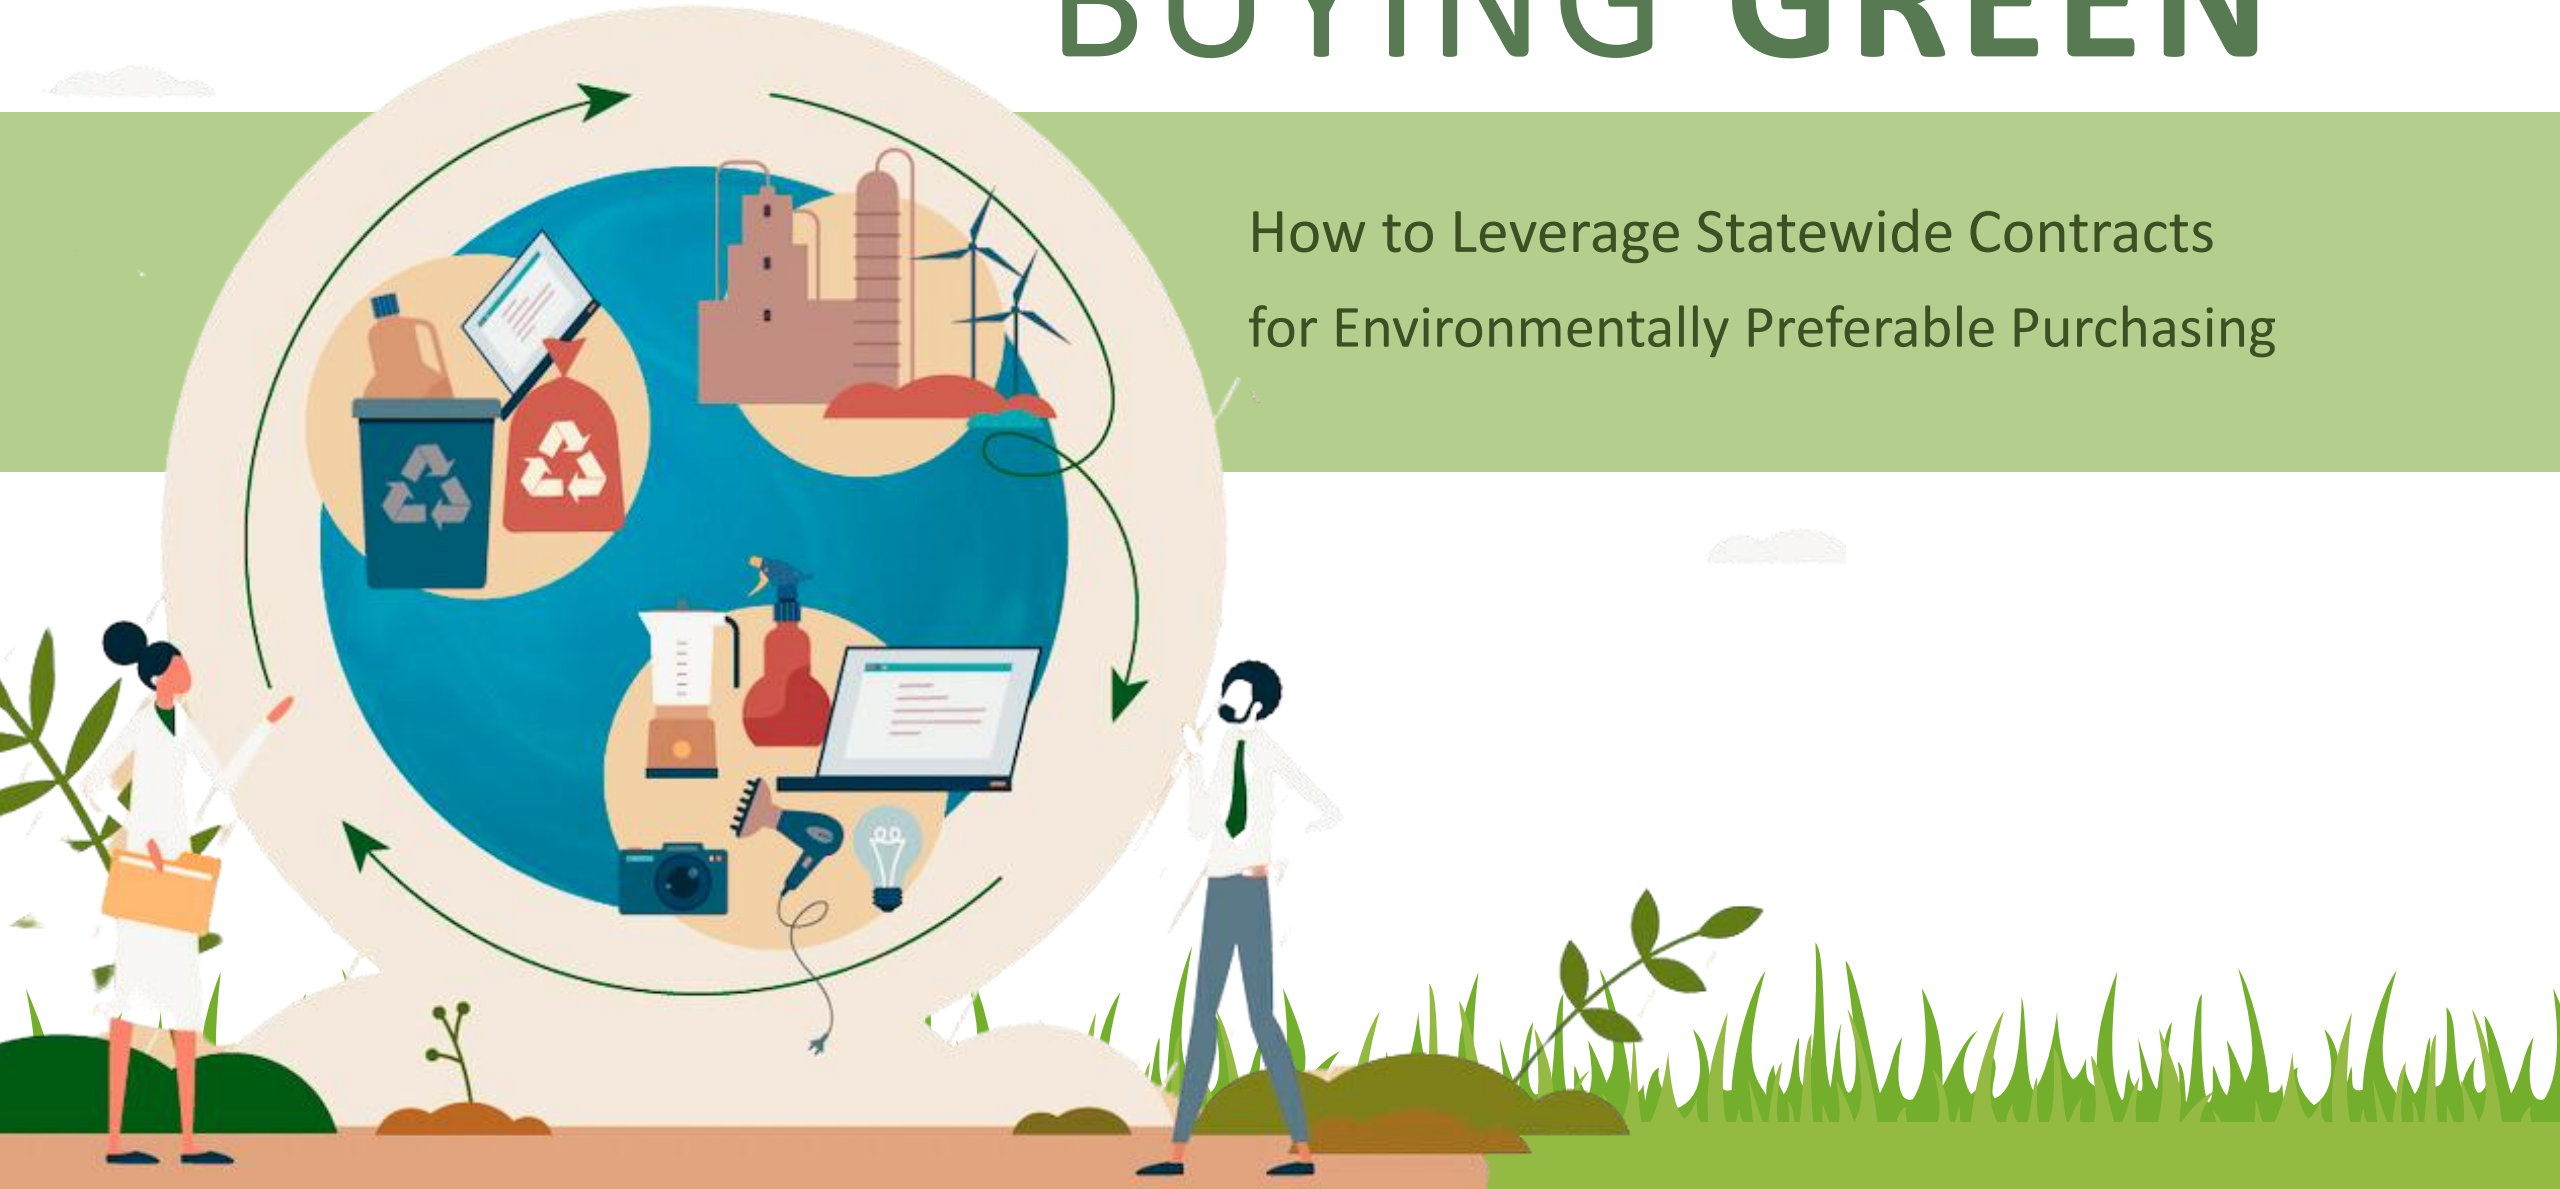 BUYING GREEN
How to Leverage Statewide Contracts
for Environmentally Preferable Purchasing